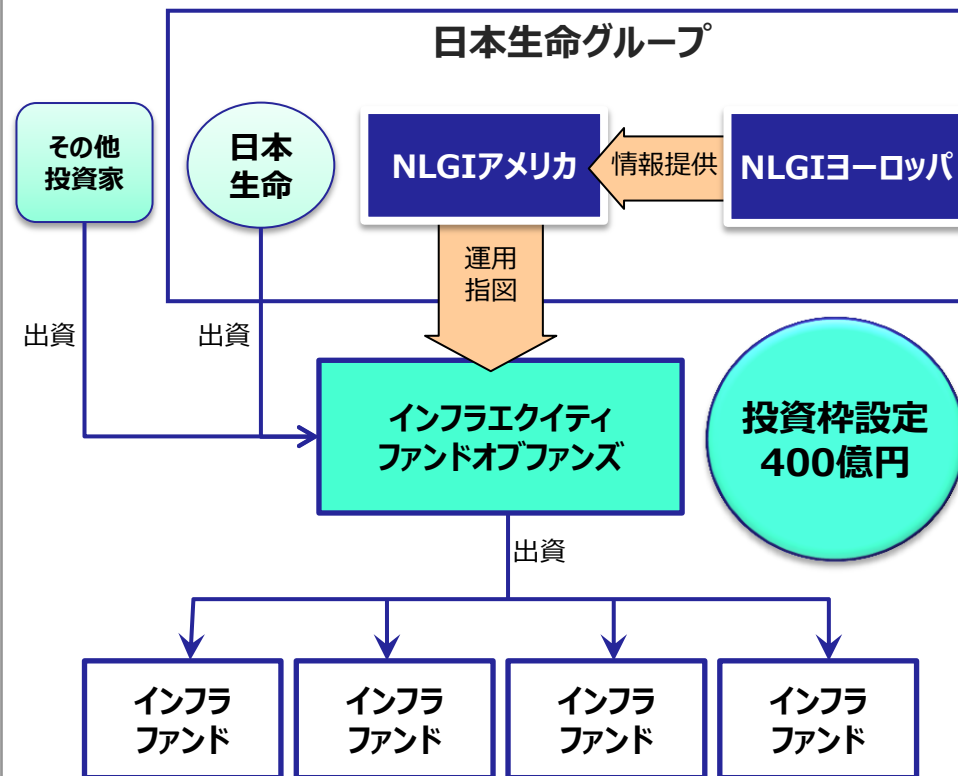 日本生命グループ
その他
投資家
日本
生命
NLGIアメリカ
情報提供
NLGIヨーロッパ
運用
指図
出資
出資
インフラエクイティ
ファンドオブファンズ
投資枠設定
400億円
出資
インフラ
ファンド
インフラ
ファンド
インフラ
ファンド
インフラ
ファンド